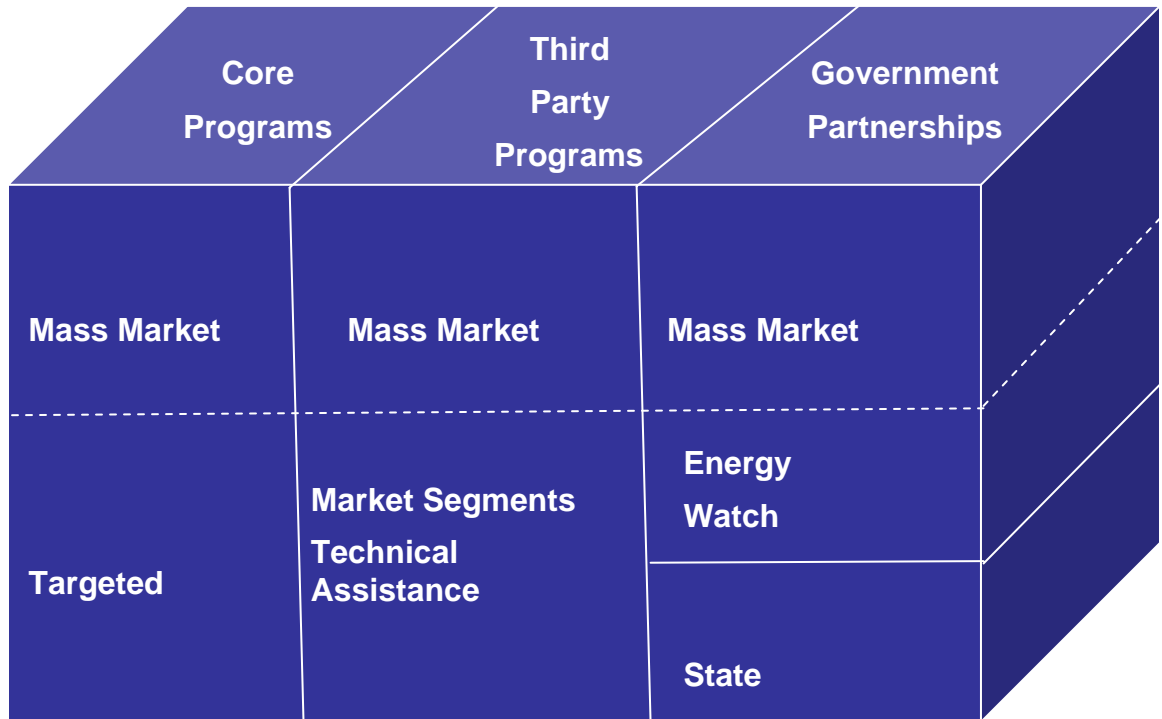 Core
Programs
Third
Party
Programs
Government
Partnerships
Mass Market
Mass Market
Mass Market
Targeted
Market Segments
Technical
Assistance
Energy
Watch
State